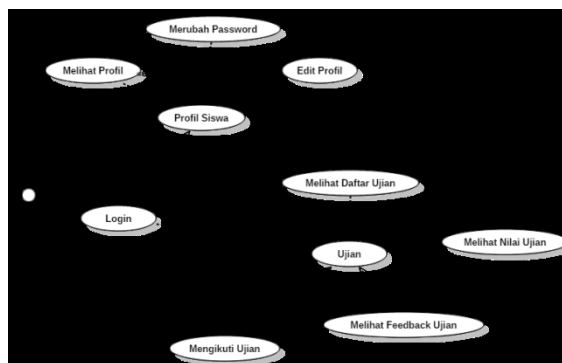 Merubah Password
Melihat Profil
Edit Profil
Profil Siswa
Melihat Daftar Ujian
Login
Melihat Nilai Ujian
Ujian
Melihat Feedback Ujian
Mengikuti Ujian